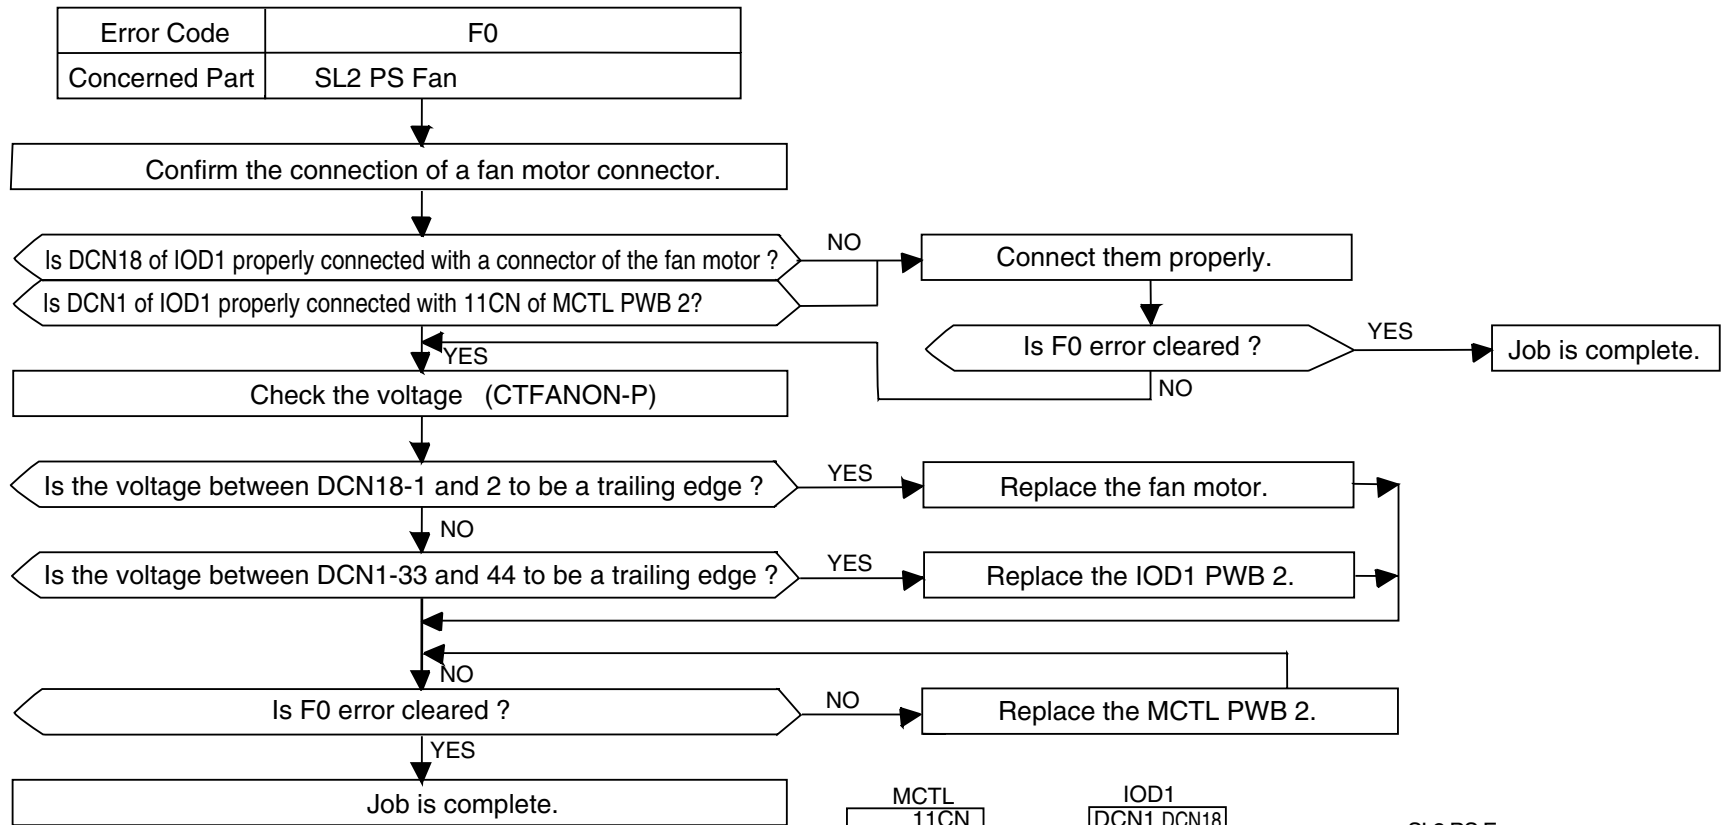 Error Code F0
Concerned Part SL2 PS Fan
Confirm the connection of a fan motor connector.
Is DCN18 of IOD1 properly connected with a connector of the fan motor ?
NO
Connect them properly.
Is DCN1 of IOD1 properly connected with 11CN of MCTL PWB 2?
YES
Is F0 error cleared ?
YES
Job is complete.
NO
Check the voltage (CTFANON-P)
Is the voltage between DCN18-1 and 2 to be a trailing edge ?
YES
Replace the fan motor.
NO
Is the voltage between DCN1-33 and 44 to be a trailing edge ?
YES
Replace the IOD1 PWB 2.
NO
Is F0 error cleared ?
NO
Replace the MCTL PWB 2.
YES
Job is complete.
MCTL
11CN
IOD1
DCN1 DCN18